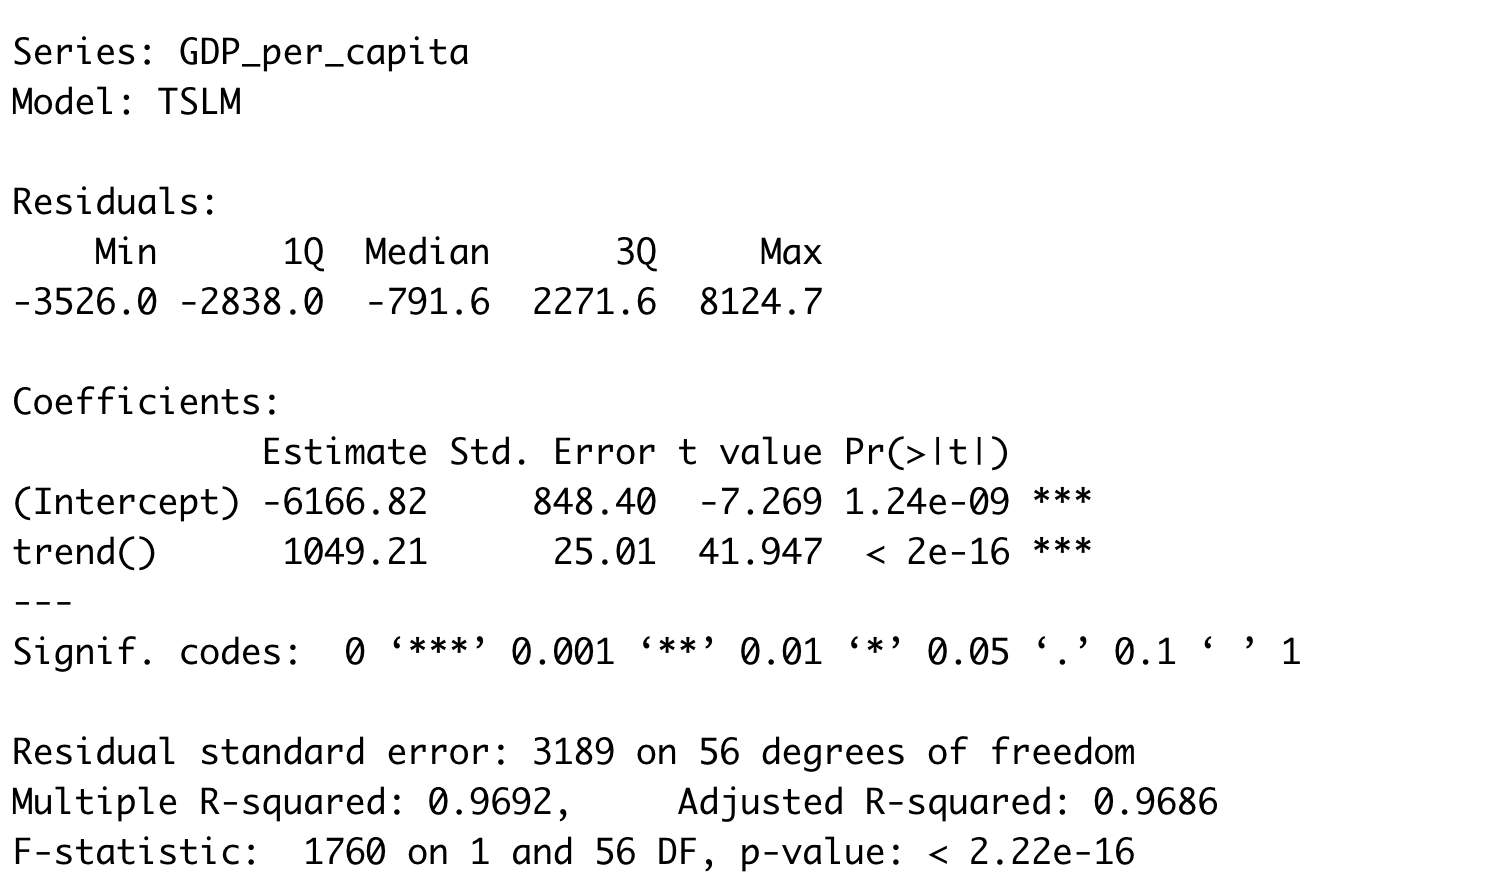 Series: GDP_per_capita
Model: TSLM
Residuals:
    Min      1Q  Median      3Q     Max
-3526.0 -2838.0  -791.6  2271.6  8124.7
Coefficients:
            Estimate Std. Error t value Pr(>|t|)
(Intercept) -6166.82     848.40  -7.269 1.24e-09 ***
trend()      1049.21      25.01  41.947  < 2e-16 ***
---
Signif. codes:  0 ‘***’ 0.001 ‘**’ 0.01 ‘*’ 0.05 ‘.’ 0.1 ‘ ’ 1
Residual standard error: 3189 on 56 degrees of freedom
Multiple R-squared: 0.9692,     Adjusted R-squared: 0.9686
F-statistic:  1760 on 1 and 56 DF, p-value: < 2.22e-16